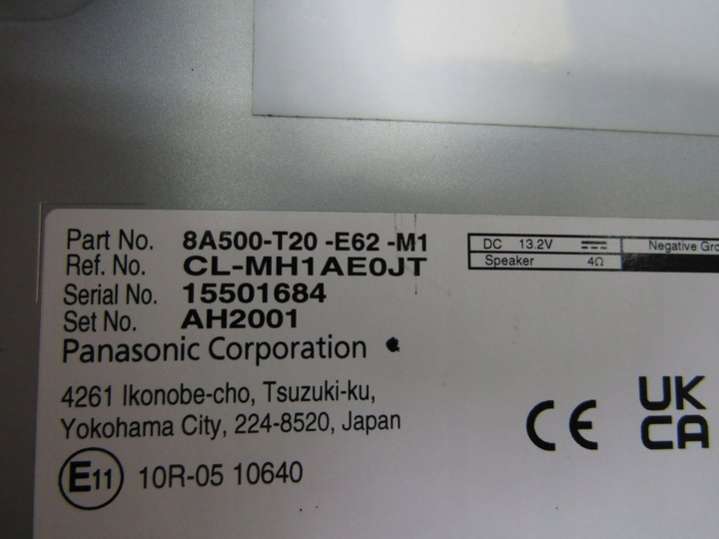 Part No. 8A500-T20 -E62 -M1
Ref. No. CL-MH1AE0JT
Serial No. 15501684
Set No. AH2001
Panasonic Corporation
4261 Ikonobe-cho, Tsuzuki-ku,
Yokohama City, 224-8520, Japan
E11 10R-05 10640
DC 13.2V Negative Gro
Speaker 4Ω
CE
UK
CA